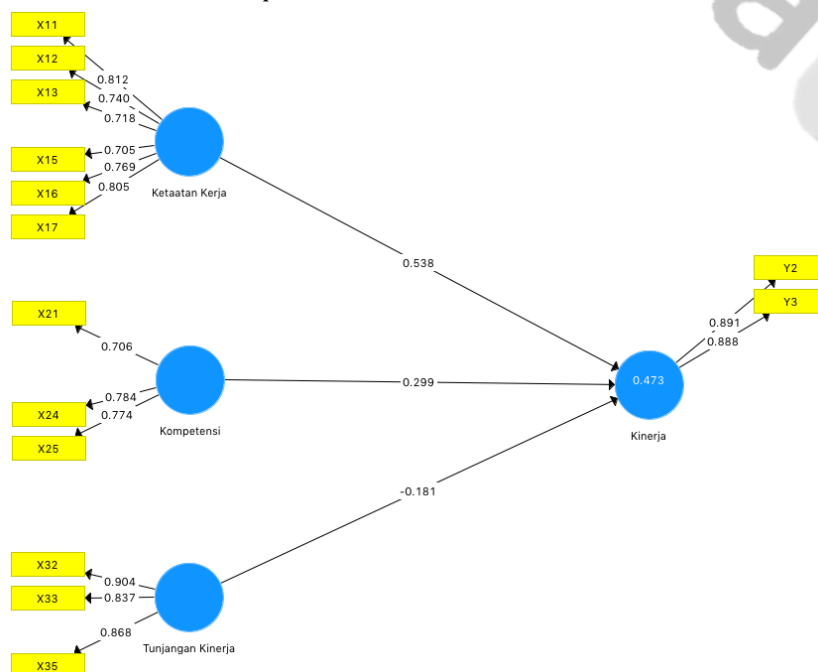 X11
X12
X13
X15
X16
X17
0.812
0.740
0.718
0.705
0.769
0.805
Ketaatan Kerja
0.538
X21
X24
X25
0.706
0.784
0.774
Kompetensi
0.299
X32
X33
X35
0.904
0.837
0.868
Tunjangan Kinerja
-0.181
Y2
Y3
0.891
0.888
0.473
Kinerja